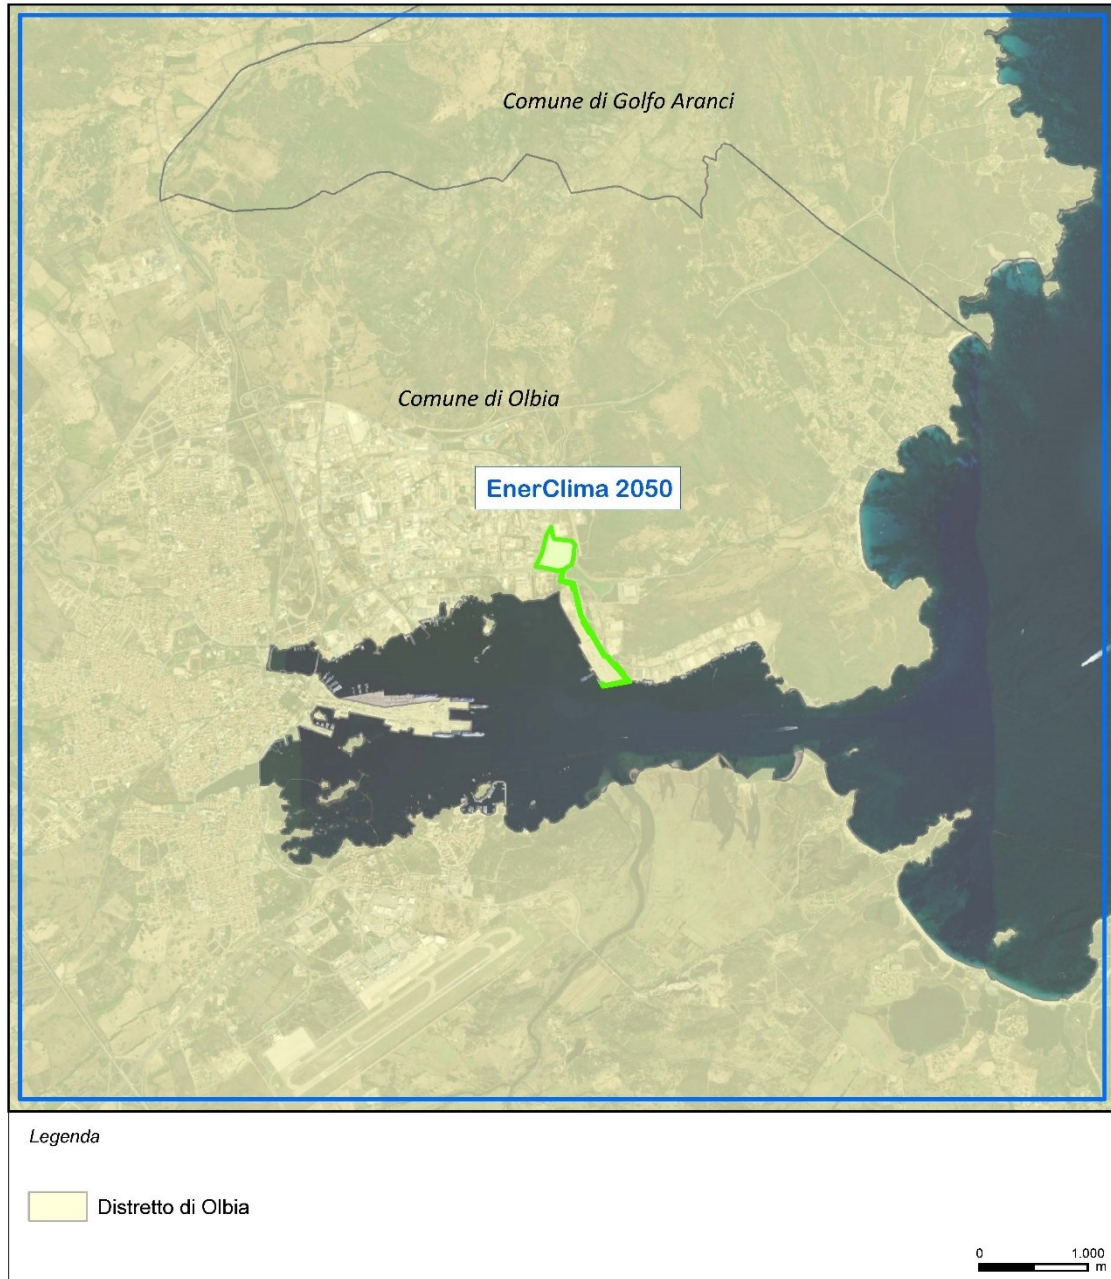 Comune di Golfo Aranci
Comune di Olbia
EnerClima 2050
Legenda
Distretto di Olbia
0 1.000
m